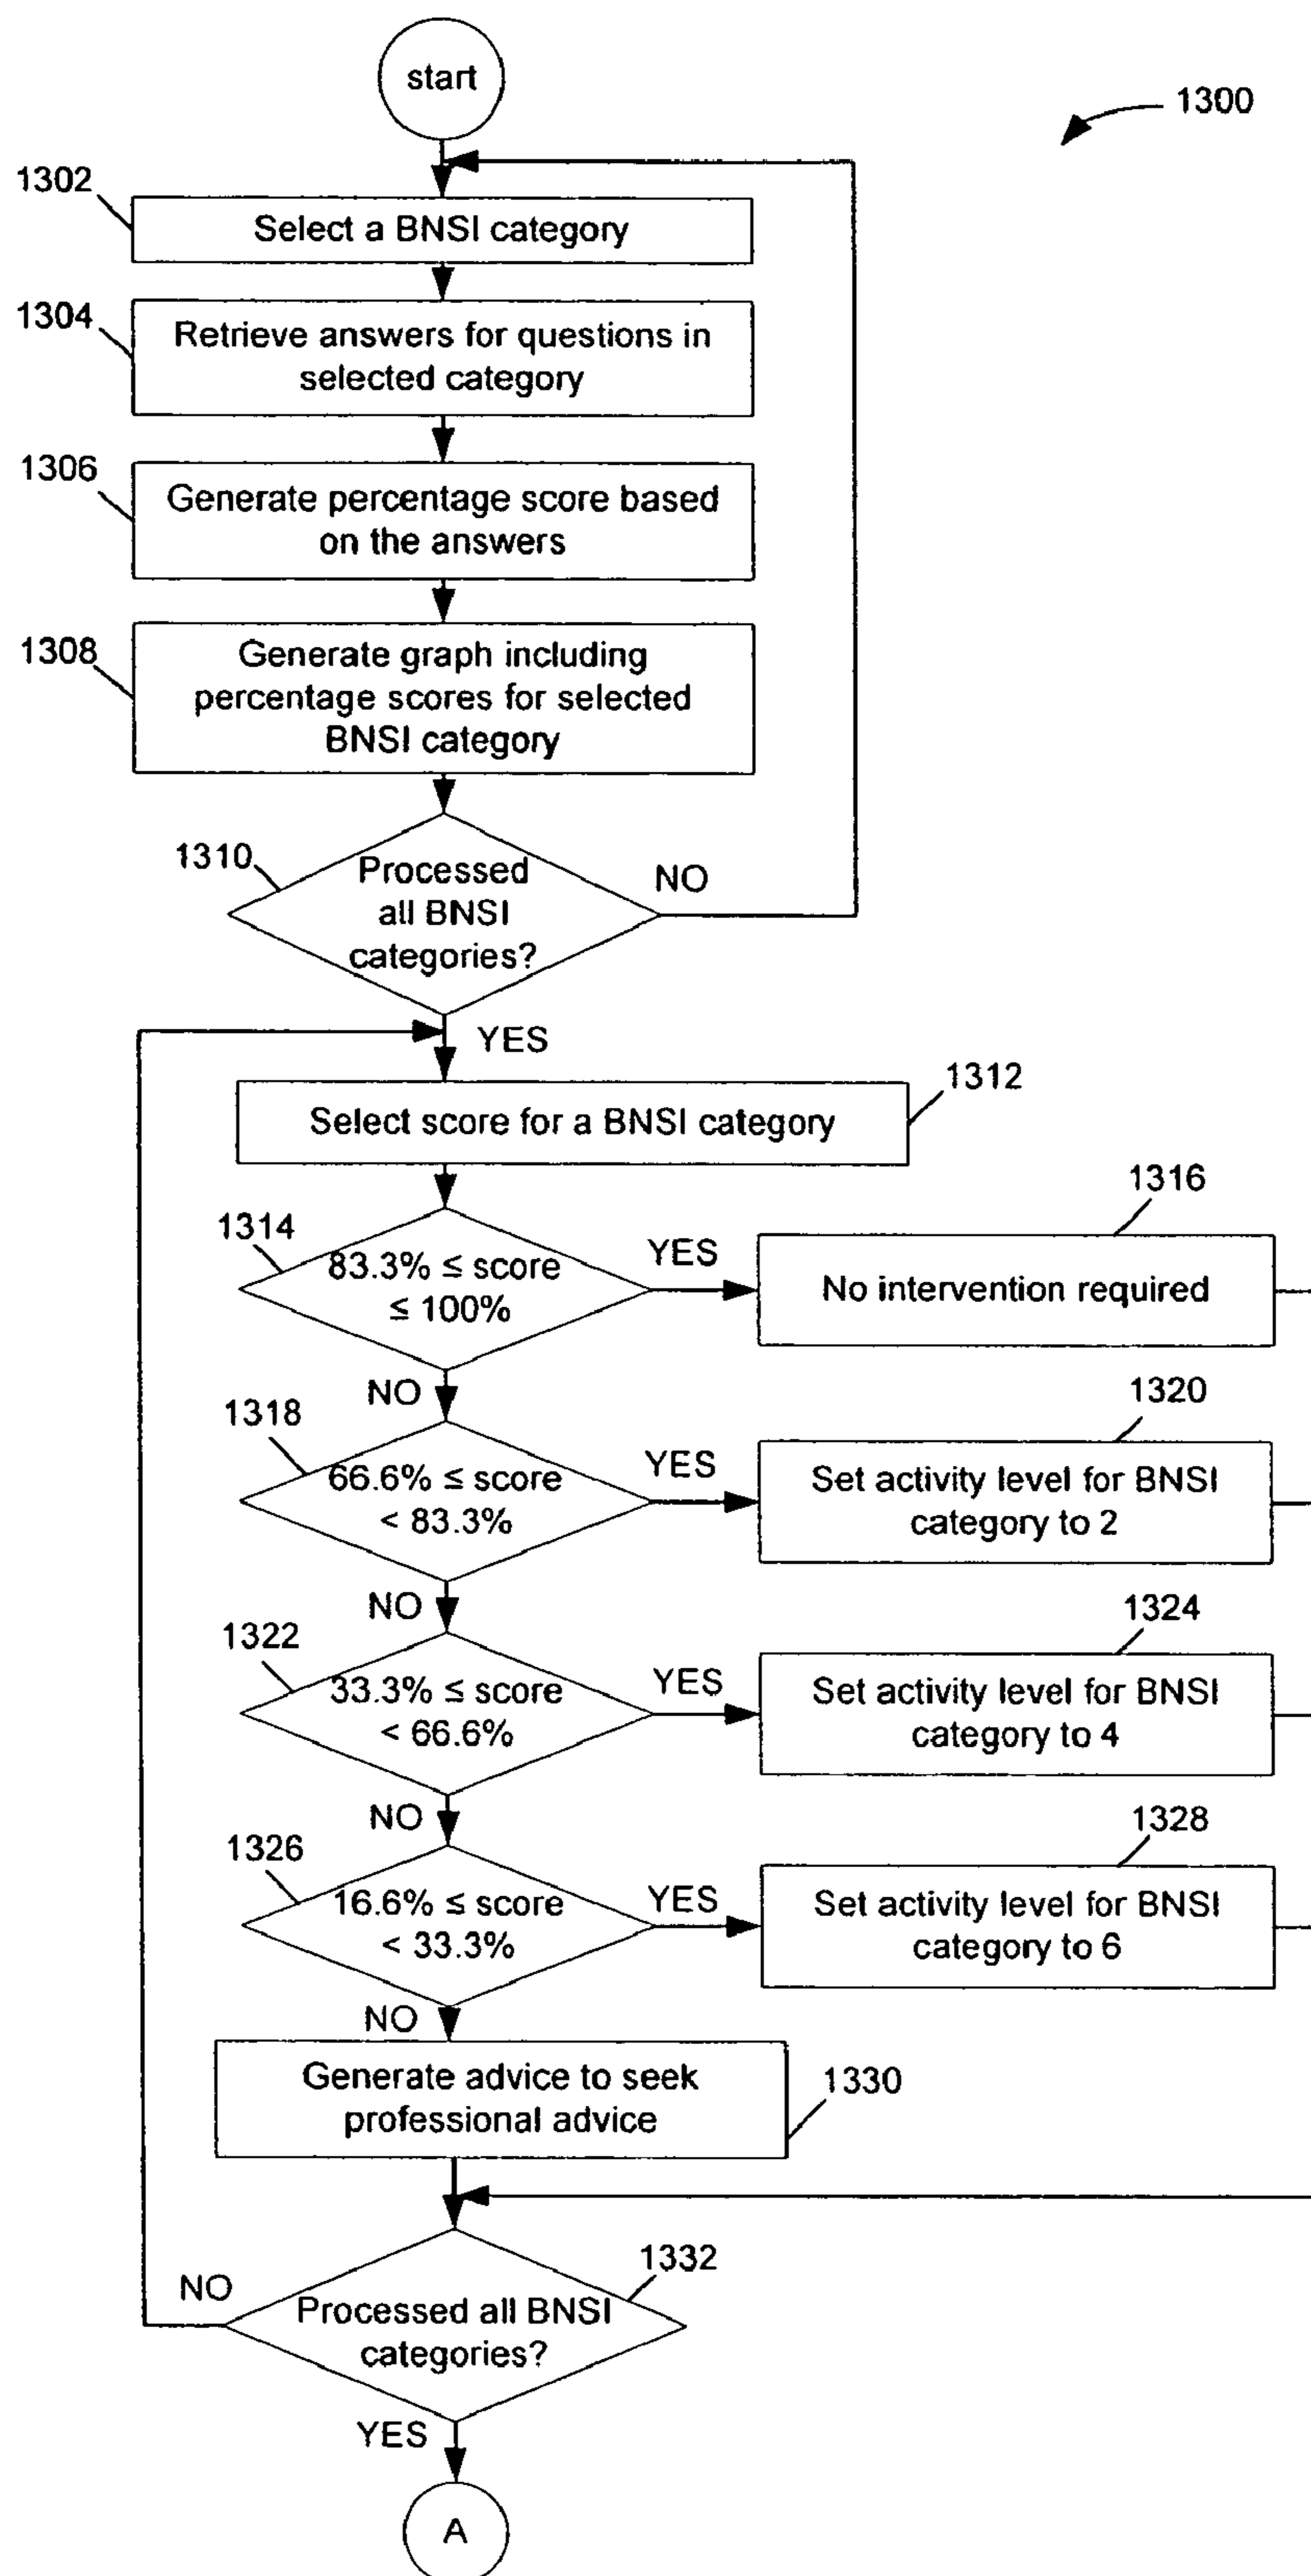 start
1300
1302
Select a BNSI category
1304
Retrieve answers for questions in
selected category
1306
Generate percentage score based
on the answers
1308
Generate graph including
percentage scores for selected
BNSI category
1310
Processed
all BNSI
categories?
NO
YES
1312
Select score for a BNSI category
1314
83.3% ≤ score
≤ 100%
YES
1316
No intervention required
NO
1318
66.6% ≤ score
< 83.3%
YES
1320
Set activity level for BNSI
category to 2
NO
1322
33.3% ≤ score
< 66.6%
YES
1324
Set activity level for BNSI
category to 4
NO
1326
16.6% ≤ score
< 33.3%
YES
1328
Set activity level for BNSI
category to 6
NO
Generate advice to seek
professional advice
1330
1332
NO
Processed all BNSI
categories?
YES
A